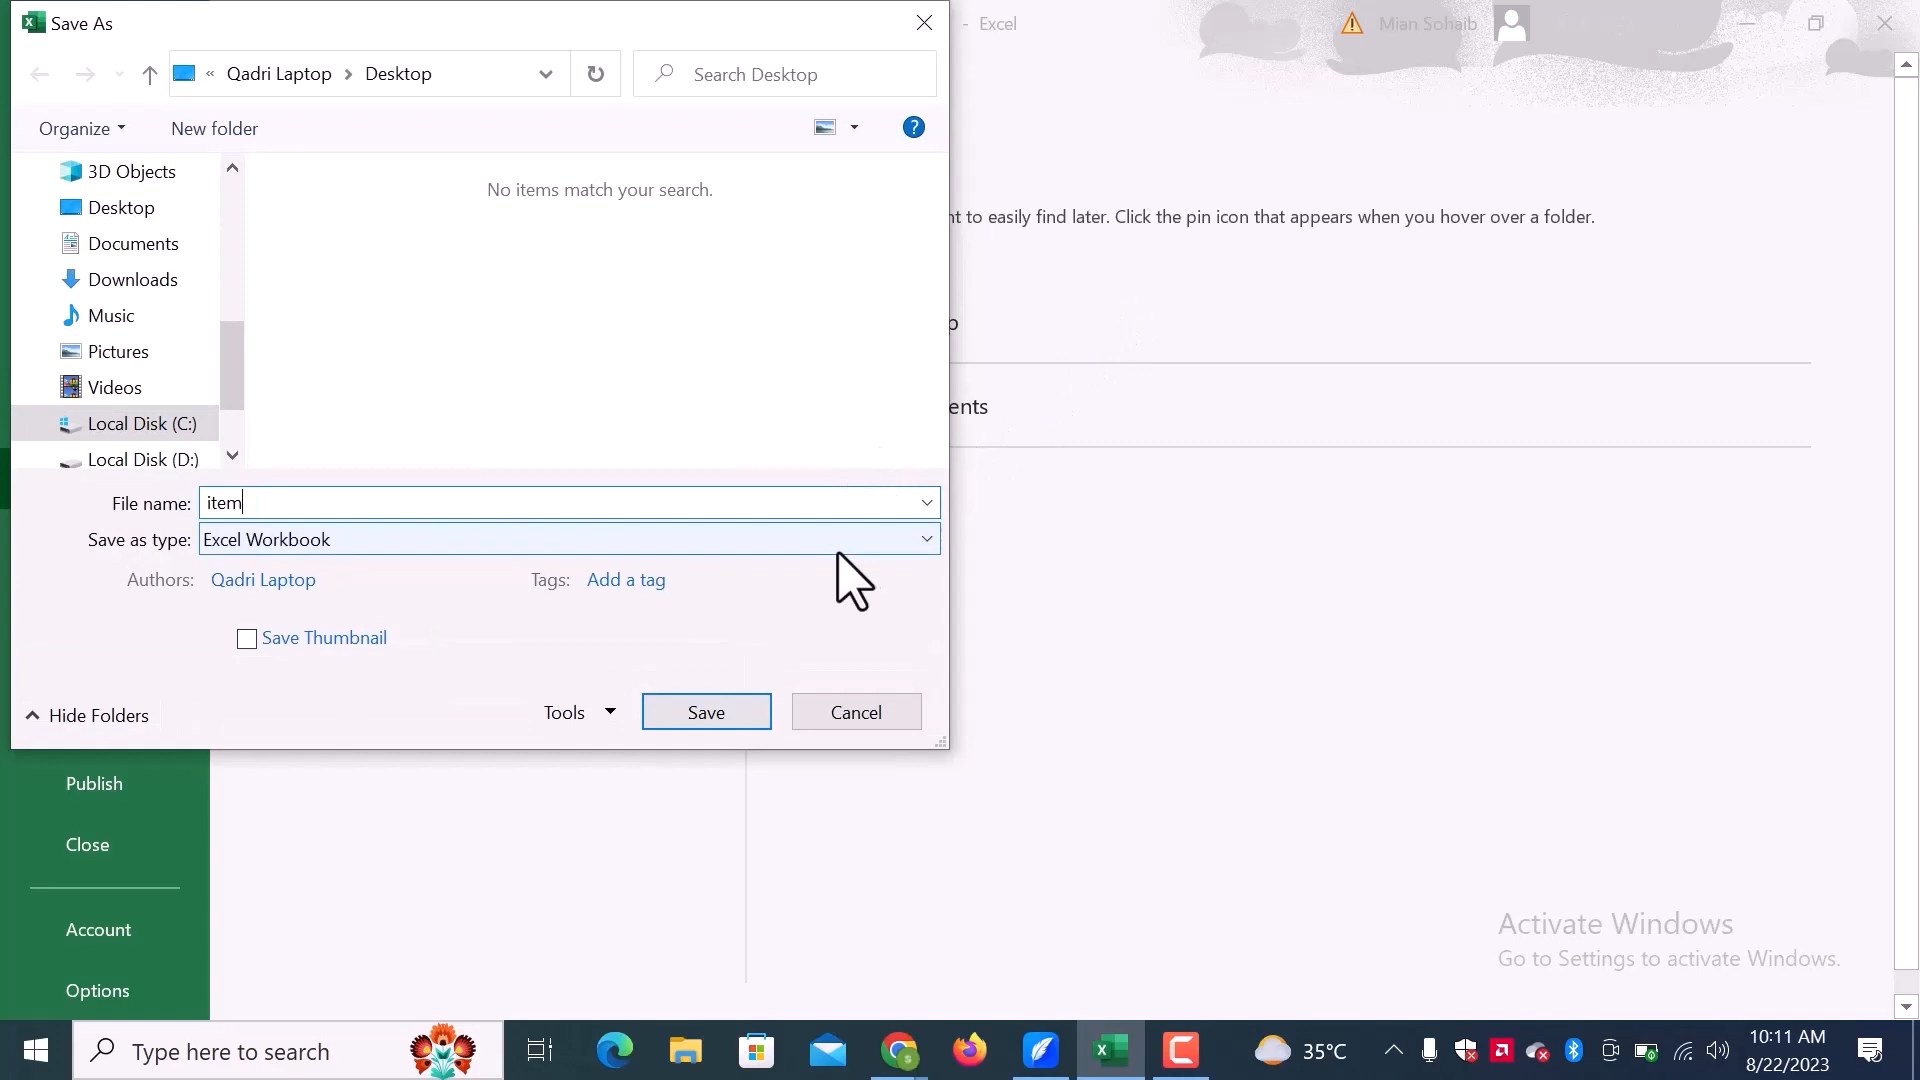 Save As
- Excel
Mian Sohaib
« Qadri Laptop > Desktop
Search Desktop
Organize
New folder
?
3D Objects
Desktop
Documents
Downloads
Music
Pictures
Videos
Local Disk (C:)
Local Disk (D:)
No items match your search.
nt to easily find later. Click the pin icon that appears when you hover over a folder.
p
ents
File name: item
Save as type: Excel Workbook
Authors: Qadri Laptop
Tags: Add a tag
Save Thumbnail
Hide Folders
Tools
Save
Cancel
Publish
Close
Account
Options
Activate Windows
Go to Settings to activate Windows.
Type here to search
35°C
10:11 AM
8/22/2023